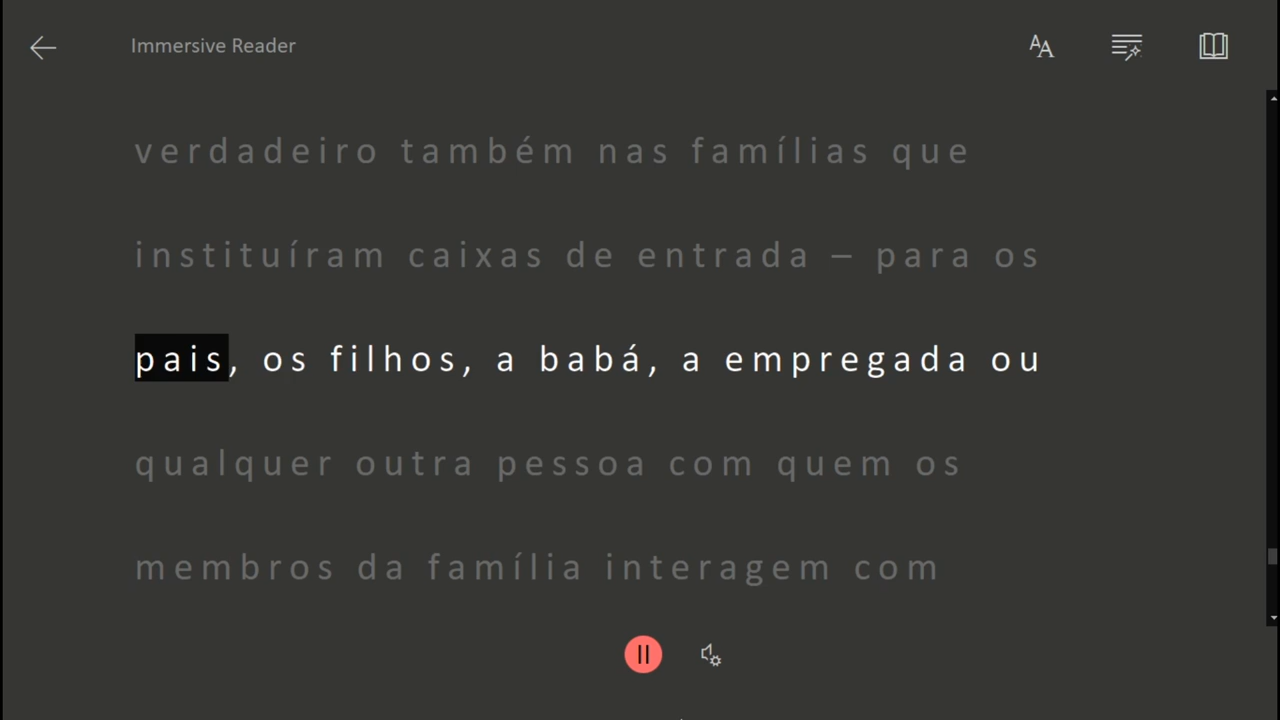 Immersive Reader
verdadeiro também nas famílias que
instituíram caixas de entrada – para os
pais, os filhos, a babá, a empregada ou
qualquer outra pessoa com quem os
membros da família interagem com